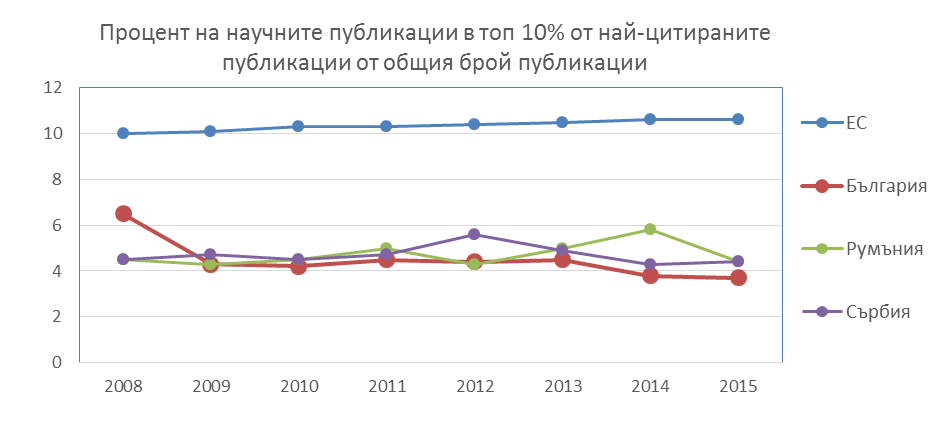 Процент на научните публикации в топ 10% от най-цитираните
публикации от общия брой публикации
12
10
8
6
4
2
0
2008 2009 2010 2011 2012 2013 2014 2015
ЕС
България
Румъния
Сърбия